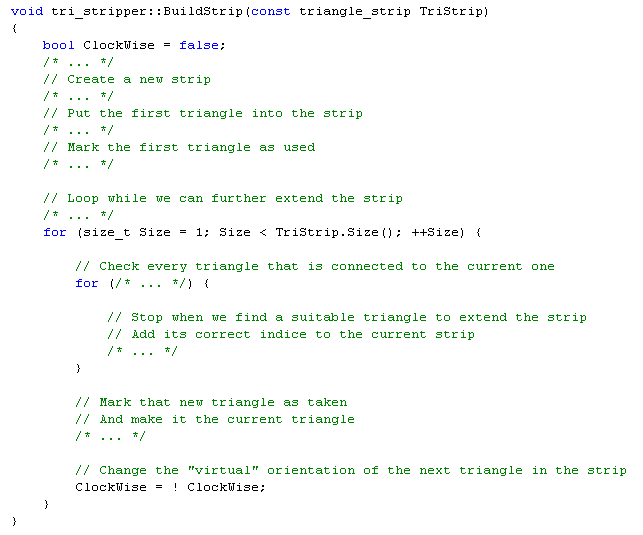 void tri_stripper::BuildStrip(const triangle_strip TriStrip)
{
    bool ClockWise = false;
    /* ... */
    // Create a new strip
    /* ... */
    // Put the first triangle into the strip
    /* ... */
    // Mark the first triangle as used
    /* ... */

    // Loop while we can further extend the strip
    /* ... */
    for (size_t Size = 1; Size < TriStrip.Size(); ++Size) {

        // Check every triangle that is connected to the current one
        for (/* ... */) {

            // Stop when we find a suitable triangle to extend the strip
            // Add its correct indice to the current strip
            /* ... */
        }

        // Mark that new triangle as taken
        // And make it the current triangle
        /* ... */

        // Change the "virtual" orientation of the next triangle in the strip
        ClockWise = ! ClockWise;
    }
}